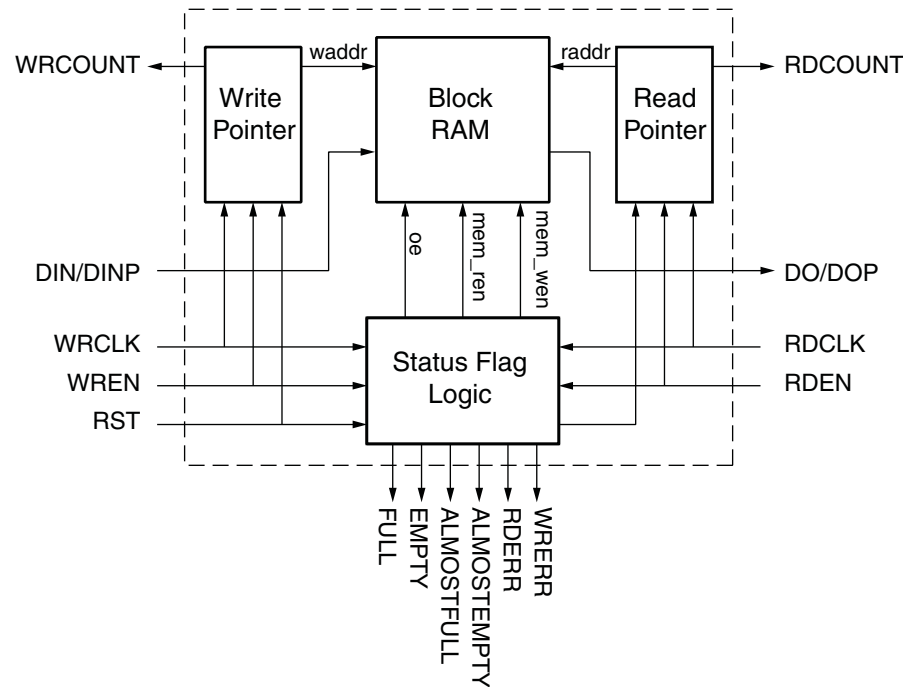 WRCOUNT
waddr
raddr
RDCOUNT
Write
Pointer
Block
RAM
Read
Pointer
oe
mem_ren
mem_wen
DIN/DINP
DO/DOP
WRCLK
RDCLK
WREN
Status Flag
Logic
RDEN
RST
FULL
EMPTY
ALMOSTFULL
ALMOSTEMPTY
RDERR
WRERR